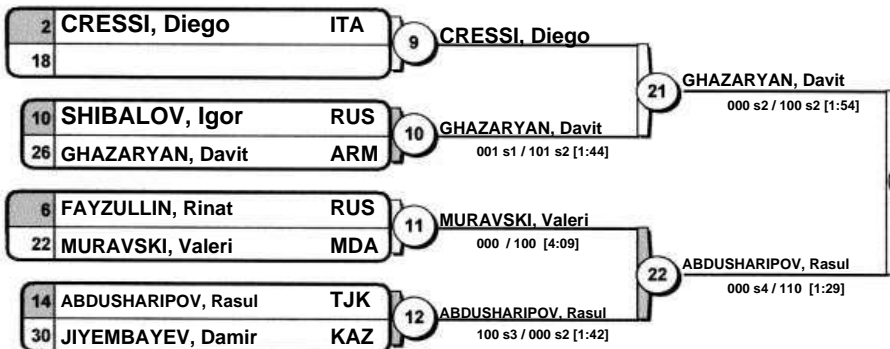 2 CRESSI, Diego ITA
18
9
CRESSI, Diego
10 SHIBALOV, Igor RUS
26 GHAZARYAN, Davit ARM
10
GHAZARYAN, Davit
001 s1 / 101 s2 [1:44]
21
GHAZARYAN, Davit
000 s2 / 100 s2 [1:54]
6 FAYZULLIN, Rinat RUS
22 MURAVSKI, Valeri MDA
11
MURAVSKI, Valeri
000 / 100 [4:09]
14 ABDUSHARIPOV, Rasul TJK
30 JIYEMBAYEV, Damir KAZ
12
ABDUSHARIPOV, Rasul
100 s3 / 000 s2 [1:42]
22
ABDUSHARIPOV, Rasul
000 s4 / 110 [1:29]